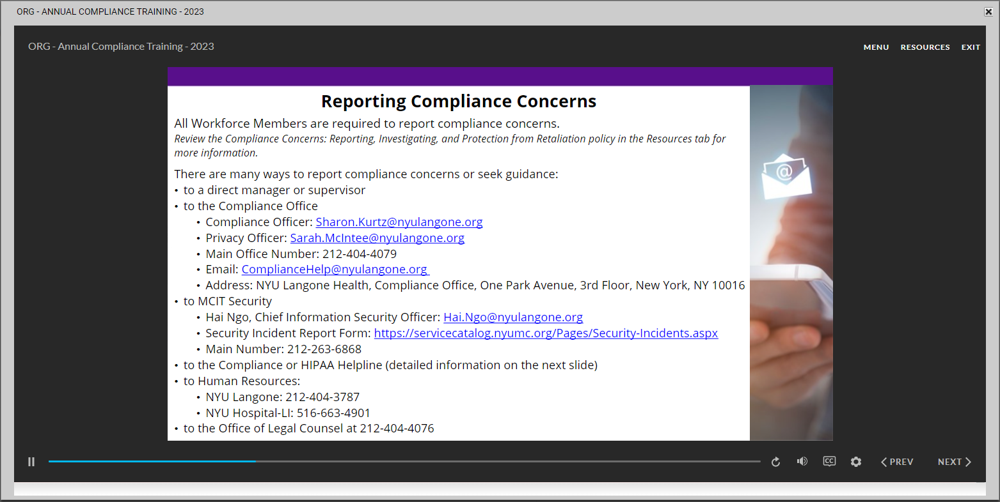 ORG - ANNUAL COMPLIANCE TRAINING - 2023
ORG - Annual Compliance Training - 2023
MENU RESOURCES EXIT
Reporting Compliance Concerns
All Workforce Members are required to report compliance concerns.
Review the Compliance Concerns: Reporting, Investigating, and Protection from Retaliation policy in the Resources tab for
more information.
There are many ways to report compliance concerns or seek guidance:
• to a direct manager or supervisor
• to the Compliance Office
• Compliance Officer: Sharon.Kurtz@nyulangone.org
• Privacy Officer: Sarah.McIntee@nyulangone.org
• Main Office Number: 212-404-4079
• Email: ComplianceHelp@nyulangone.org
• Address: NYU Langone Health, Compliance Office, One Park Avenue, 3rd Floor, New York, NY 10016
• to MCIT Security
• Hai Ngo, Chief Information Security Officer: Hai.Ngo@nyulangone.org
• Security Incident Report Form: https://servicecatalog.nyumc.org/Pages/Security-Incidents.aspx
• Main Number: 212-263-6868
• to the Compliance or HIPAA Helpline (detailed information on the next slide)
• to Human Resources:
• NYU Langone: 212-404-3787
• NYU Hospital-LI: 516-663-4901
• to the Office of Legal Counsel at 212-404-4076
@
CC PREV NEXT